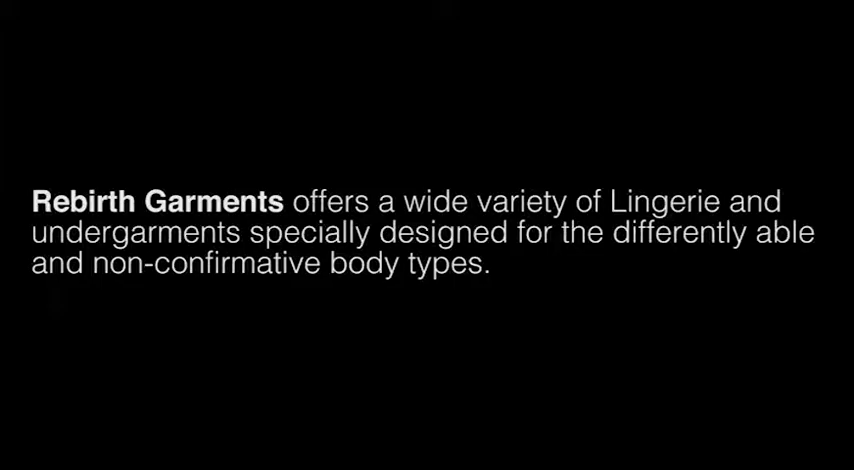 Rebirth Garments offers a wide variety of Lingerie and
undergarments specially designed for the differently able
and non-confirmative body types.